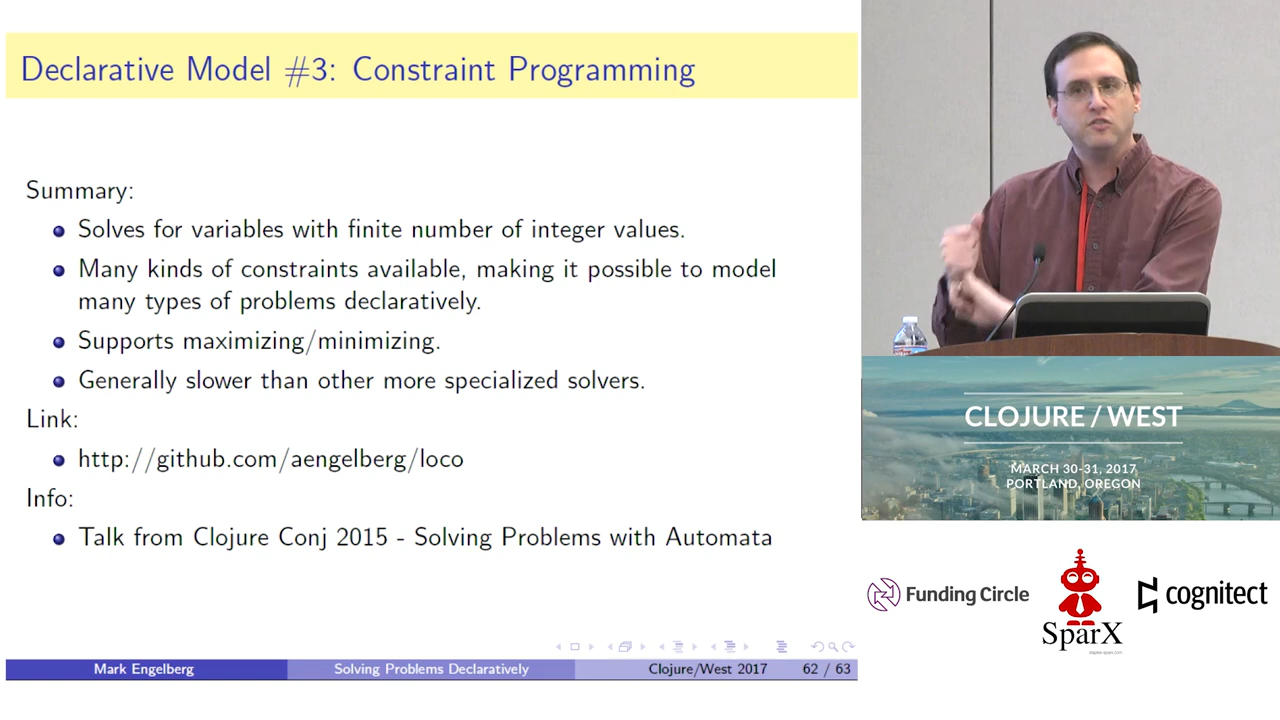 Declarative Model #3: Constraint Programming
Summary:
Solves for variables with finite number of integer values.
Many kinds of constraints available, making it possible to model
many types of problems declaratively.
Supports maximizing/minimizing.
Generally slower than other more specialized solvers.
Link:
http://github.com/aengelberg/loco
Info:
Talk from Clojure Conj 2015 - Solving Problems with Automata
Mark Engelberg
Solving Problems Declaratively
Clojure/West 2017
62 / 63
CLOJURE / WEST
MARCH 30-31, 2017
PORTLAND, OREGON
Funding Circle
SparX
cognitect